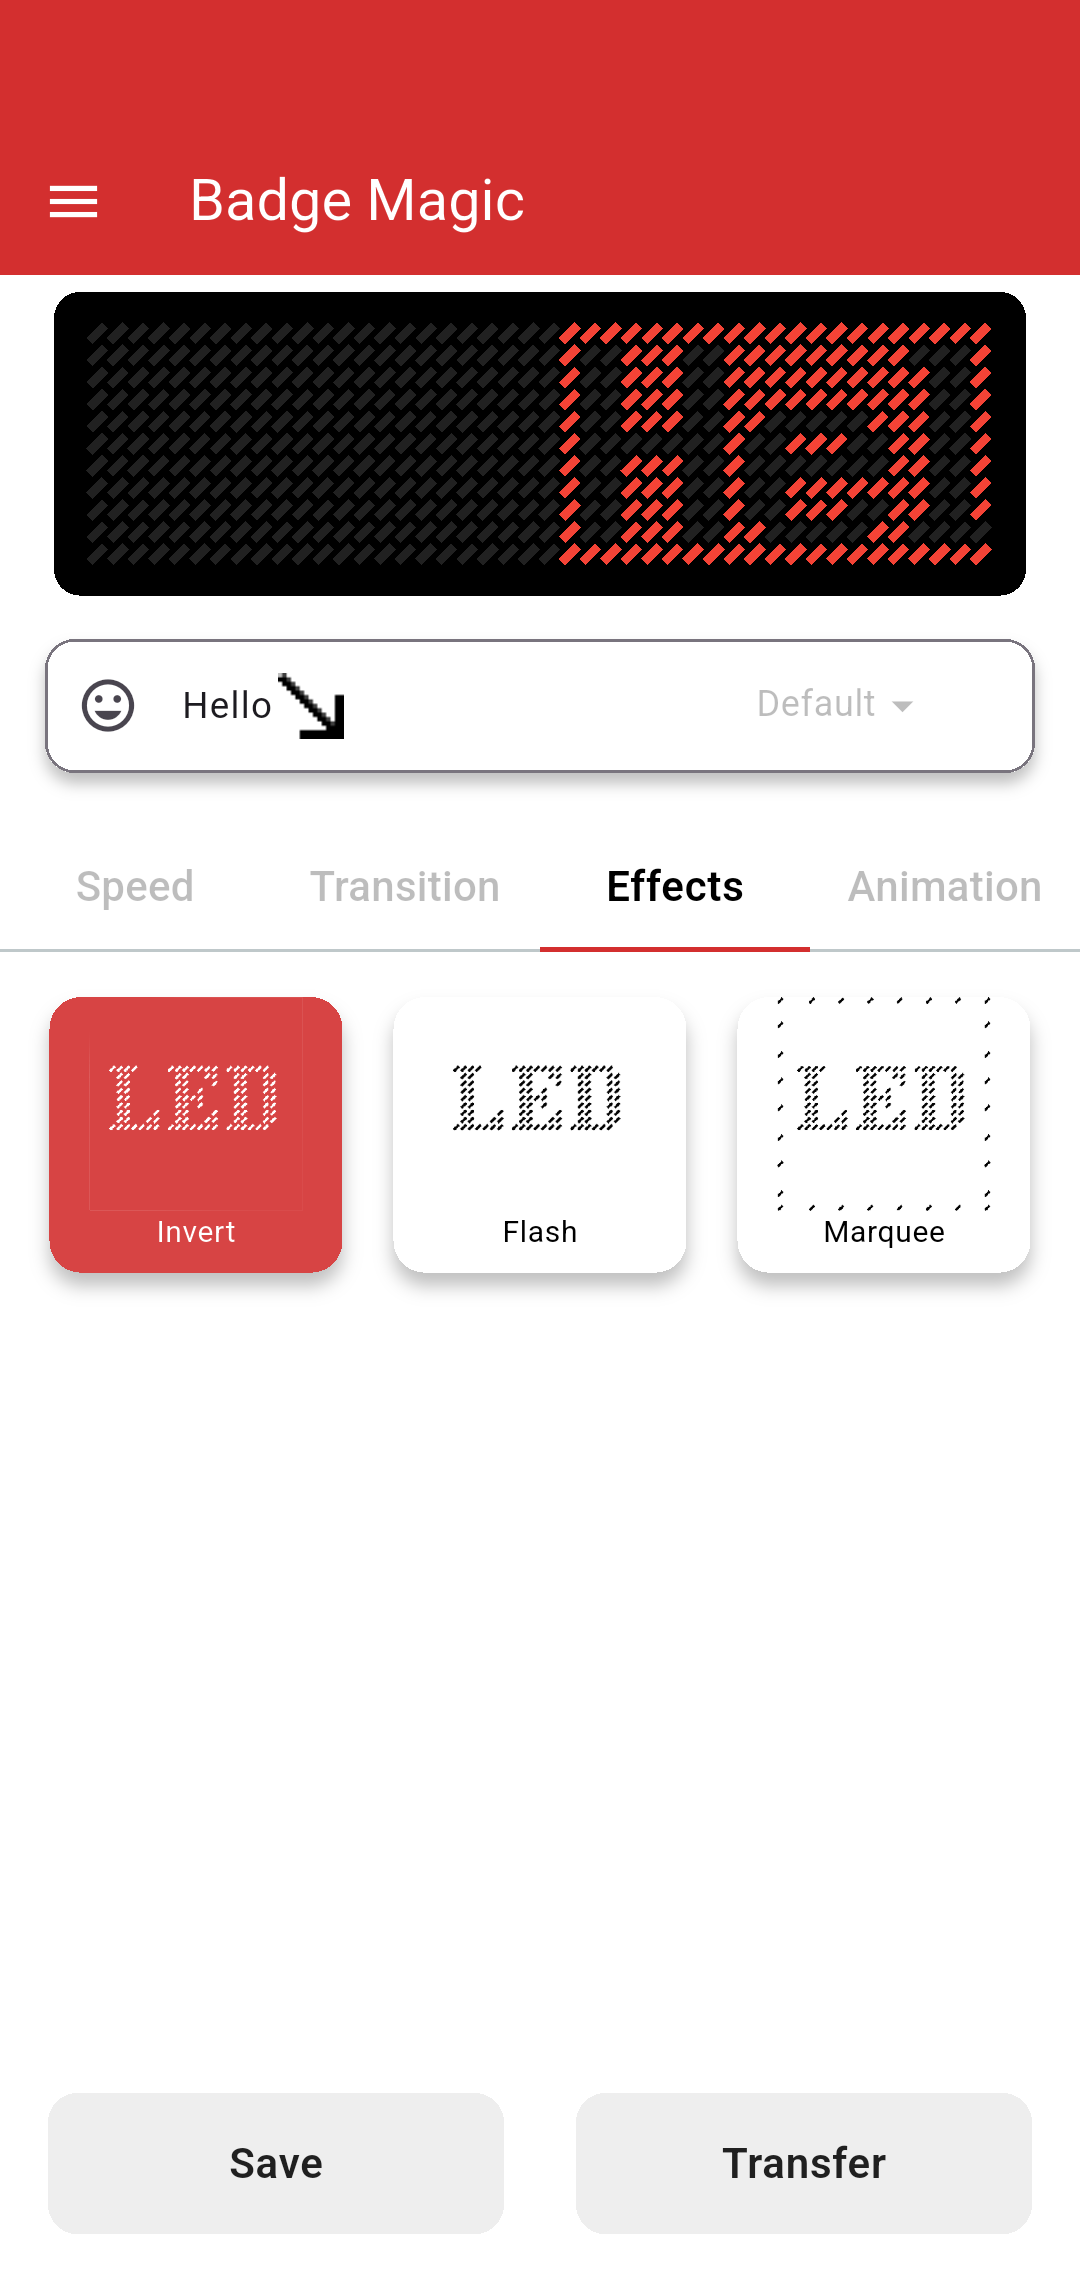 Badge Magic
Hello
Default
Speed Transition Effects Animation
LED LED LED
Invert Flash Marquee
Save Transfer